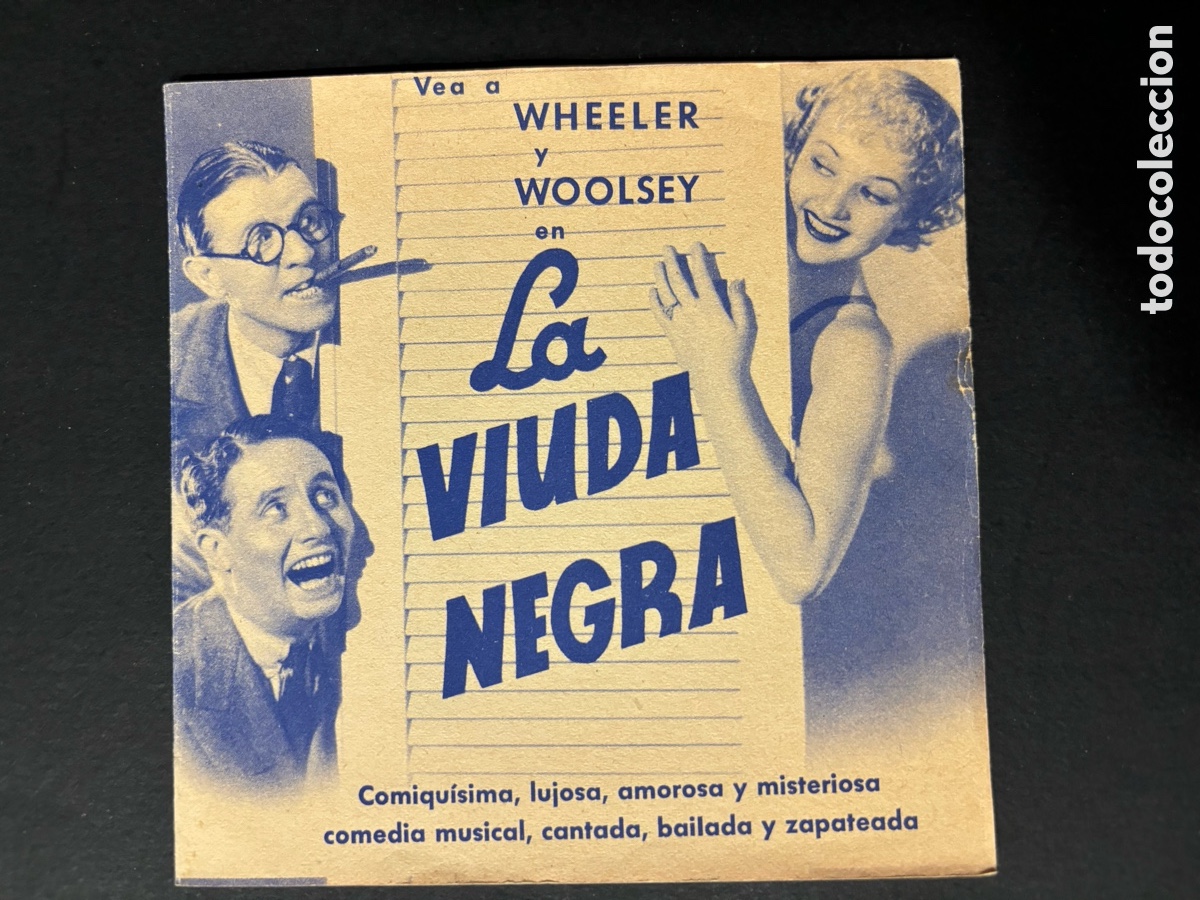 Vea a
WHEELER
y
WOOLSEY
en
La
VIUDA
NEGRA
Comiquísima, lujosa, amorosa y misteriosa
comedia musical, cantada, bailada y zapateada
todocoleccion